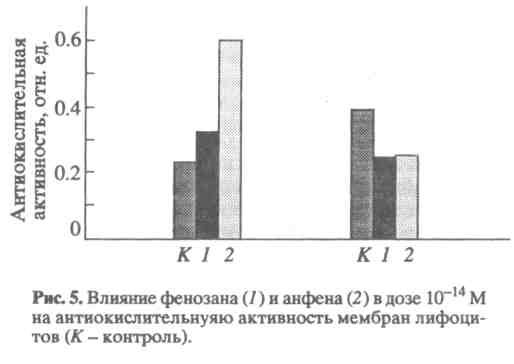 Антиокислительная
активность, отн. ед.
0.6
0.4
0.2
0
К 1 2
К 1 2
Рис. 5. Влияние фенозана (1) и анфена (2) в дозе 10⁻¹⁴ М
на антиокислительнуяю активность мембран лифоци-
тов (К – контроль).